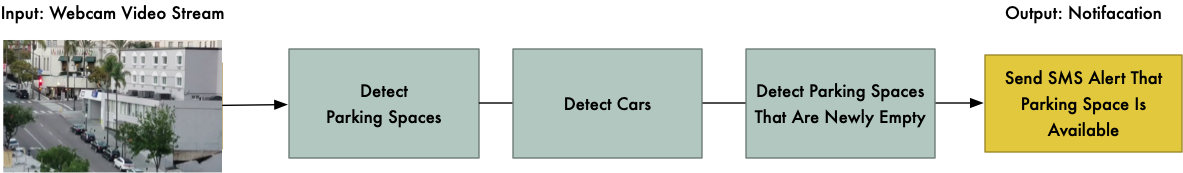 Input: Webcam Video Stream
Output: Notifacation
Detect
Parking Spaces
Detect Cars
Detect Parking Spaces
That Are Newly Empty
Send SMS Alert That
Parking Space Is
Available